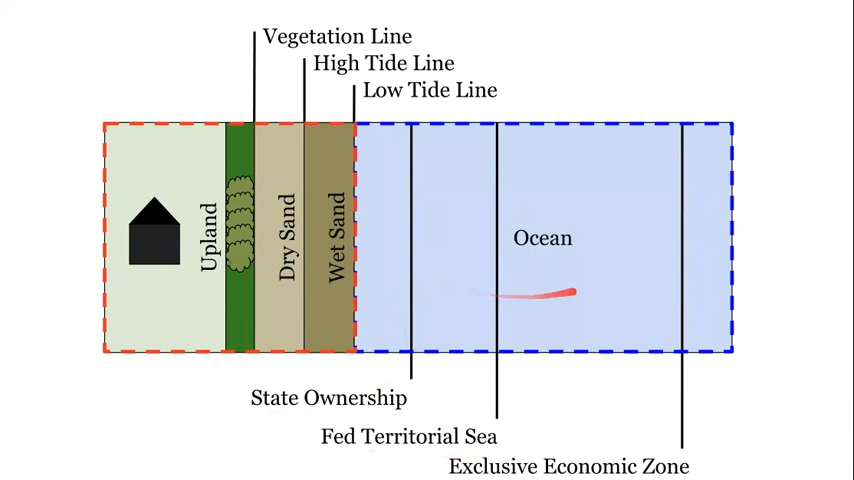 Vegetation Line
High Tide Line
Low Tide Line
Upland
Dry Sand
Wet Sand
Ocean
State Ownership
Fed Territorial Sea
Exclusive Economic Zone